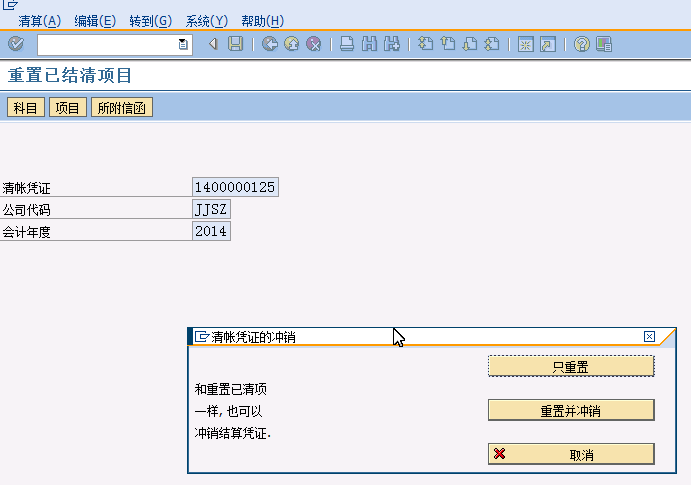 清算(A) 编辑(E) 转到(G) 系统(Y) 帮助(H)
重置已结清项目
科目 项目 所附信函
清帐凭证 1400000125
公司代码 JJSZ
会计年度 2014
清帐凭证的冲销
只重置
和重置已清项
一样, 也可以
重置并冲销
冲销结算凭证.
取消